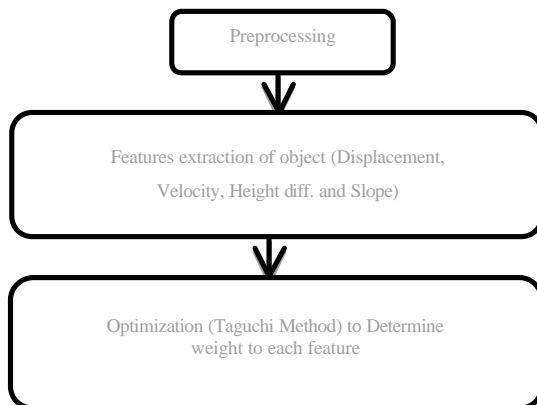 Preprocessing
Features extraction of object (Displacement,
Velocity, Height diff. and Slope)
Optimization (Taguchi Method) to Determine
weight to each feature